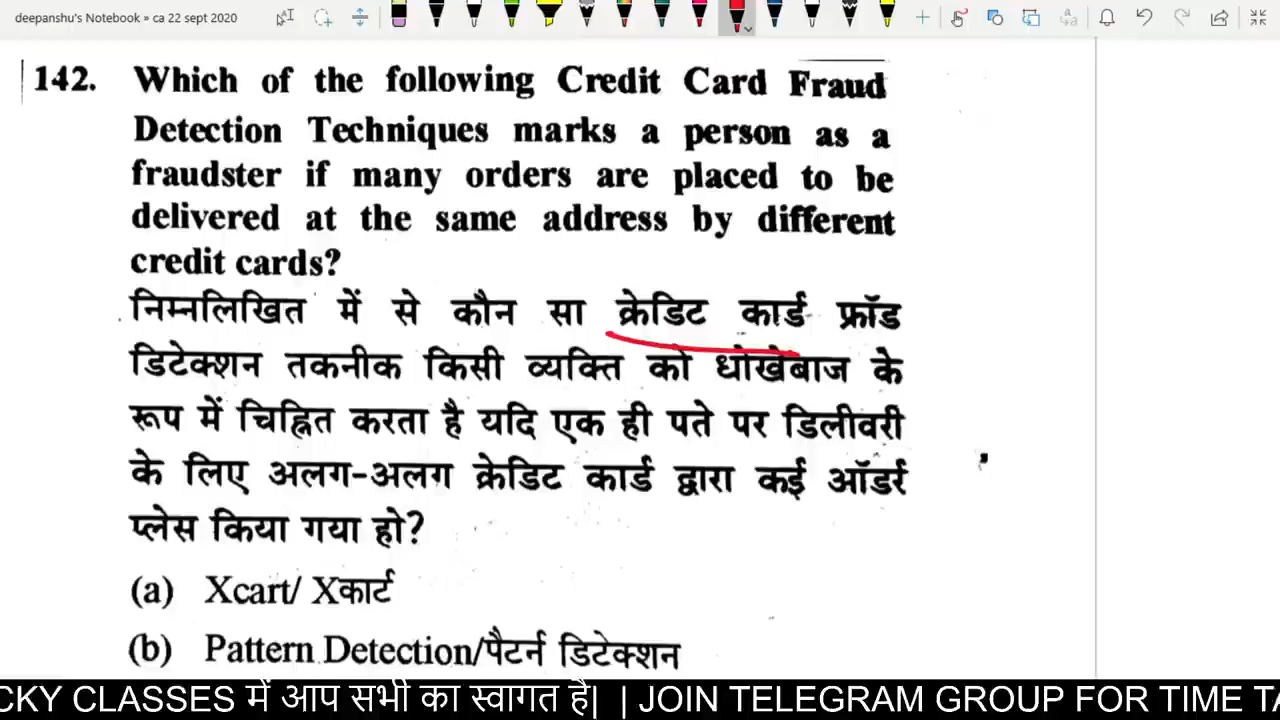 deepanshu's Notebook » ca 22 sept 2020
142. Which of the following Credit Card Fraud
Detection Techniques marks a person as a
fraudster if many orders are placed to be
delivered at the same address by different
credit cards?
निम्नलिखित में से कौन सा क्रेडिट कार्ड फ्रॉड
डिटेक्शन तकनीक किसी व्यक्ति को धोखेबाज के
रूप में चिह्नित करता है यदि एक ही पते पर डिलीवरी
के लिए अलग-अलग क्रेडिट कार्ड द्वारा कई ऑडर्र
प्लेस किया गया हो?
(a) Xcart/ Xकार्ट
(b) Pattern Detection/पैटर्न डिटेक्शन
CKY CLASSES में आप सभी का स्वागत है| | JOIN TELEGRAM GROUP FOR TIME TA